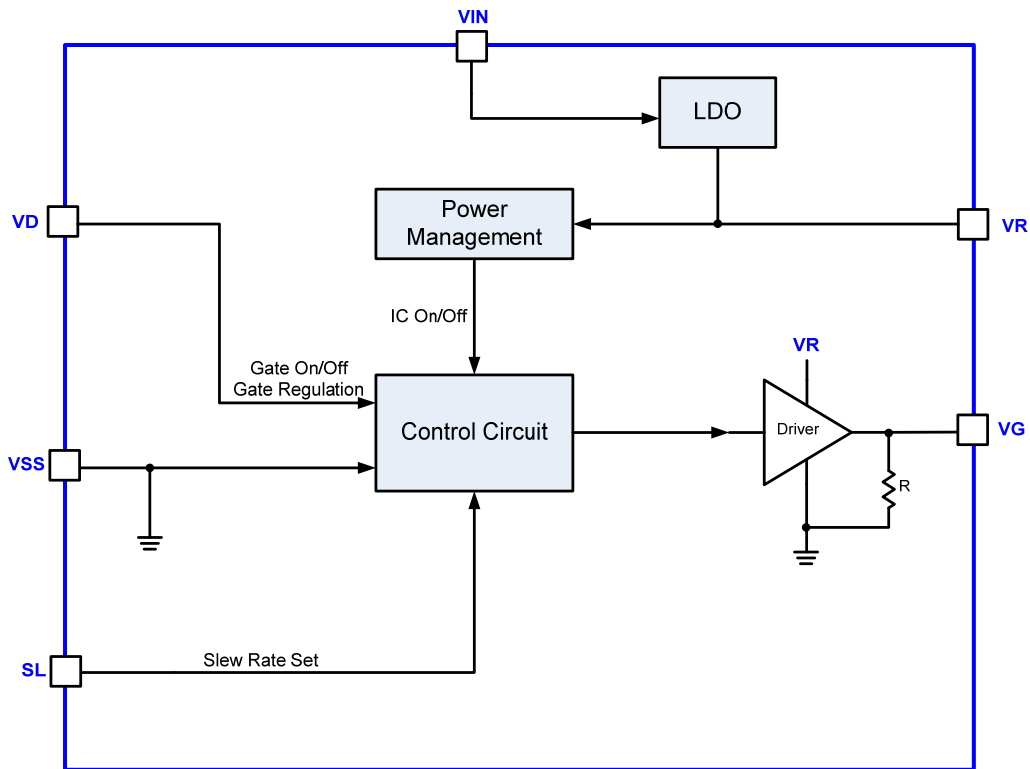 VIN
LDO
VD
Power
Management
VR
IC On/Off
VR
Gate On/Off
Gate Regulation
Control Circuit
Driver
VG
VSS
R
Slew Rate Set
SL